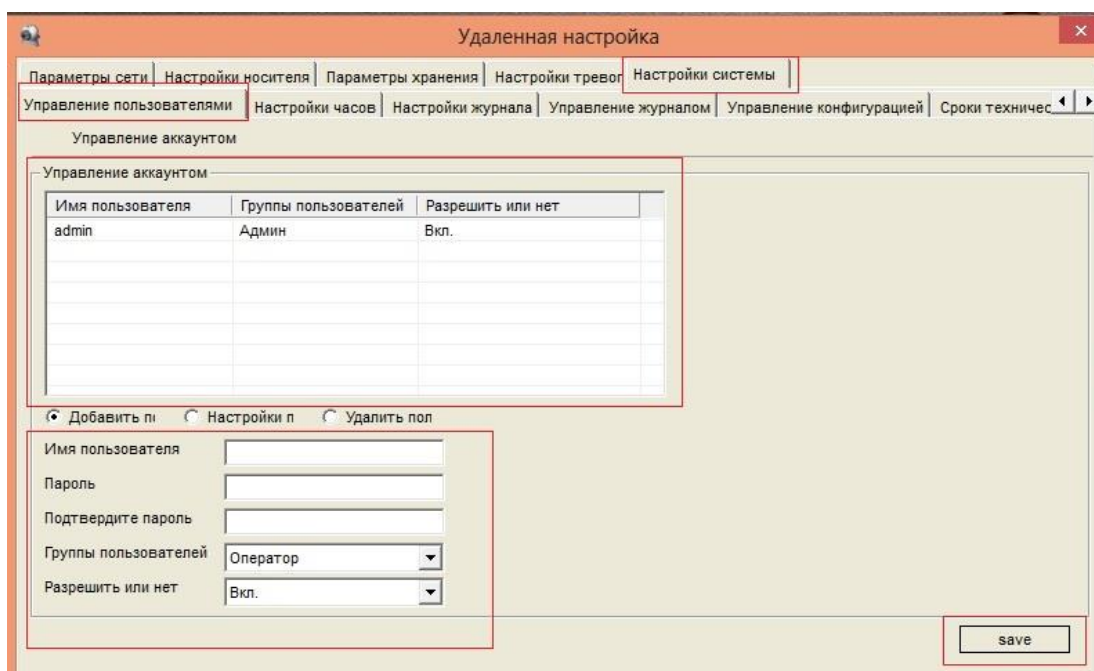 Удаленная настройка
Параметры сети Настройки носителя Параметры хранения Настройки тревог Настройки системы
Управление пользователями Настройки часов Настройки журнала Управление журналом Управление конфигурацией Сроки техничес
Управление аккаунтом
Управление аккаунтом
Имя пользователя Группы пользователей Разрешить или нет
admin Админ Вкл.
Добавить п Настройки п Удалить пол
Имя пользователя
Пароль
Подтвердите пароль
Группы пользователей Оператор
Разрешить или нет Вкл.
save